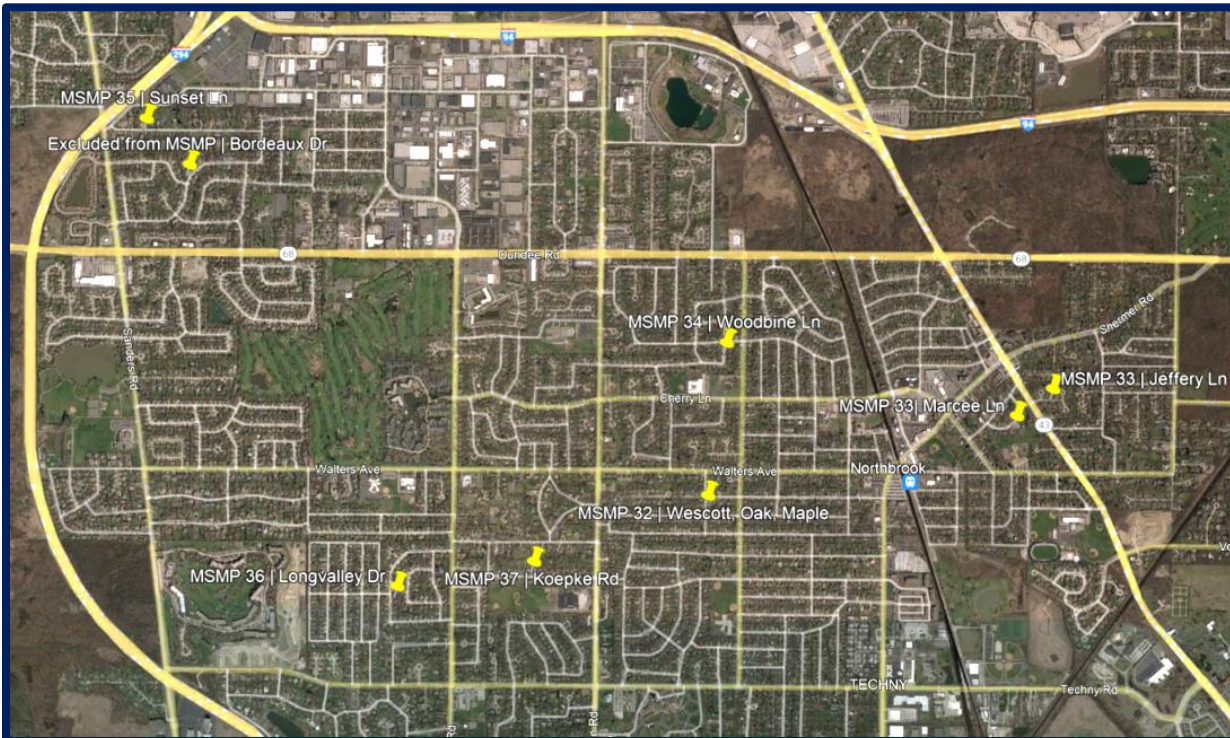 294
94
MSMP 35 | Sunset Ln
94
Excluded from MSMP | Bordeaux Dr
68
Dundee Rd
68
Shermer Rd
MSMP 34 | Woodbine Ln
Sanders Rd
MSMP 33 | Jeffery Ln
Cherry Ln
MSMP 33| Marcee Ln
43
Walters Ave
Walters Ave
Northbrook
MSMP 32 | Wescott, Oak, Maple
MSMP 36 | Longvalley Dr
MSMP 37 | Koepke Rd
TECHNY
Techny Rd
Rd
Rd